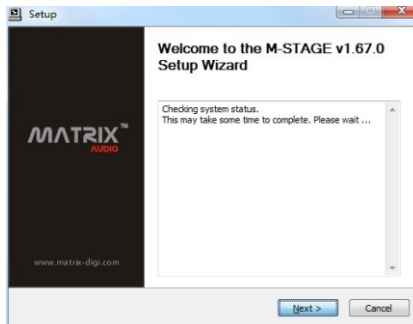 Setup
Welcome to the M-STAGE v1.67.0
Setup Wizard
Checking system status.
This may take some time to complete. Please wait ...
MATRIX™
AUDIO
www.matrix-digi.com
Next >
Cancel